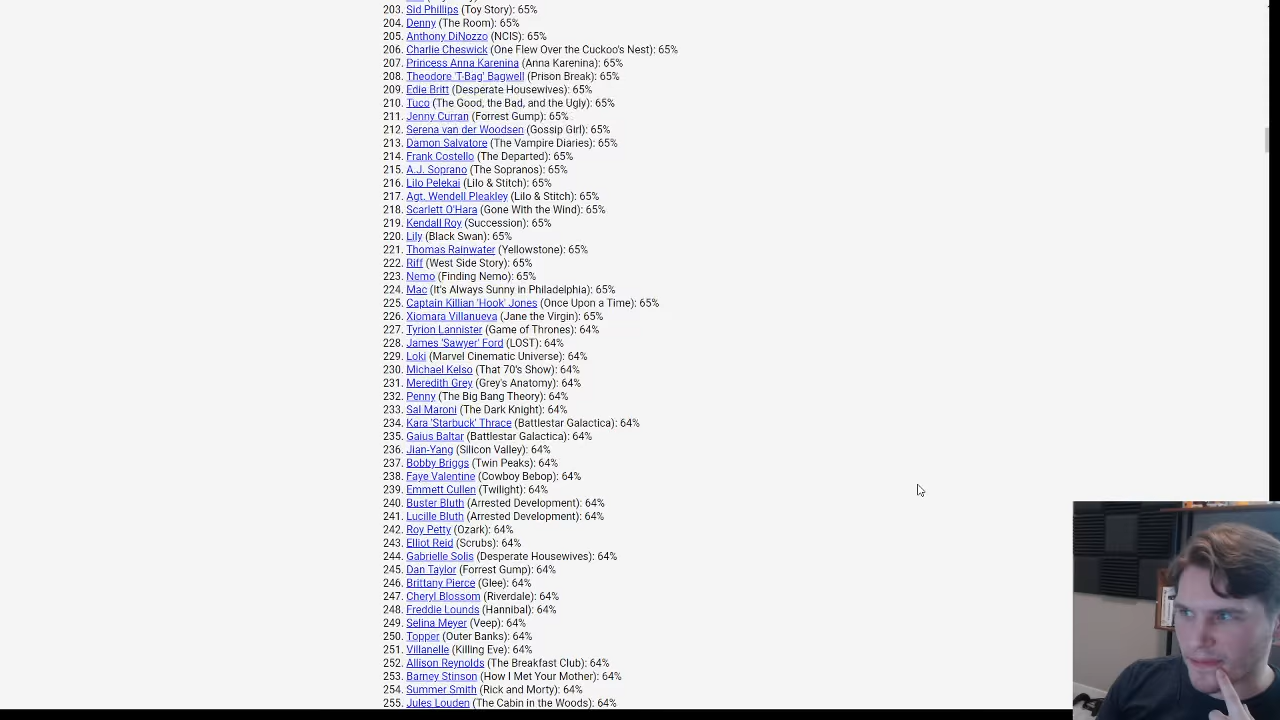 203. Sid Phillips (Toy Story): 65%
204. Denny (The Room): 65%
205. Anthony DiNozzo (NCIS): 65%
206. Charlie Cheswick (One Flew Over the Cuckoo's Nest): 65%
207. Princess Anna Karenina (Anna Karenina): 65%
208. Theodore 'T-Bag' Bagwell (Prison Break): 65%
209. Edie Britt (Desperate Housewives): 65%
210. Tuco (The Good, the Bad, and the Ugly): 65%
211. Jenny Curran (Forrest Gump): 65%
212. Serena van der Woodsen (Gossip Girl): 65%
213. Damon Salvatore (The Vampire Diaries): 65%
214. Frank Costello (The Departed): 65%
215. A.J. Soprano (The Sopranos): 65%
216. Lilo Pelekai (Lilo & Stitch): 65%
217. Agt. Wendell Pleakley (Lilo & Stitch): 65%
218. Scarlett O'Hara (Gone With the Wind): 65%
219. Kendall Roy (Succession): 65%
220. Lily (Black Swan): 65%
221. Thomas Rainwater (Yellowstone): 65%
222. Riff (West Side Story): 65%
223. Nemo (Finding Nemo): 65%
224. Mac (It's Always Sunny in Philadelphia): 65%
225. Captain Killian 'Hook' Jones (Once Upon a Time): 65%
226. Xiomara Villanueva (Jane the Virgin): 65%
227. Tyrion Lannister (Game of Thrones): 64%
228. James 'Sawyer' Ford (LOST): 64%
229. Loki (Marvel Cinematic Universe): 64%
230. Michael Kelso (That 70's Show): 64%
231. Meredith Grey (Grey's Anatomy): 64%
232. Penny (The Big Bang Theory): 64%
233. Sal Maroni (The Dark Knight): 64%
234. Kara 'Starbuck' Thrace (Battlestar Galactica): 64%
235. Gaius Baltar (Battlestar Galactica): 64%
236. Jian-Yang (Silicon Valley): 64%
237. Bobby Briggs (Twin Peaks): 64%
238. Faye Valentine (Cowboy Bebop): 64%
239. Emmett Cullen (Twilight): 64%
240. Buster Bluth (Arrested Development): 64%
241. Lucille Bluth (Arrested Development): 64%
242. Roy Petty (Ozark): 64%
243. Elliot Reid (Scrubs): 64%
244. Gabrielle Solis (Desperate Housewives): 64%
245. Dan Taylor (Forrest Gump): 64%
246. Brittany Pierce (Glee): 64%
247. Cheryl Blossom (Riverdale): 64%
248. Freddie Lounds (Hannibal): 64%
249. Selina Meyer (Veep): 64%
250. Topper (Outer Banks): 64%
251. Villanelle (Killing Eve): 64%
252. Allison Reynolds (The Breakfast Club): 64%
253. Barney Stinson (How I Met Your Mother): 64%
254. Summer Smith (Rick and Morty): 64%
255. Jules Louden (The Cabin in the Woods): 64%